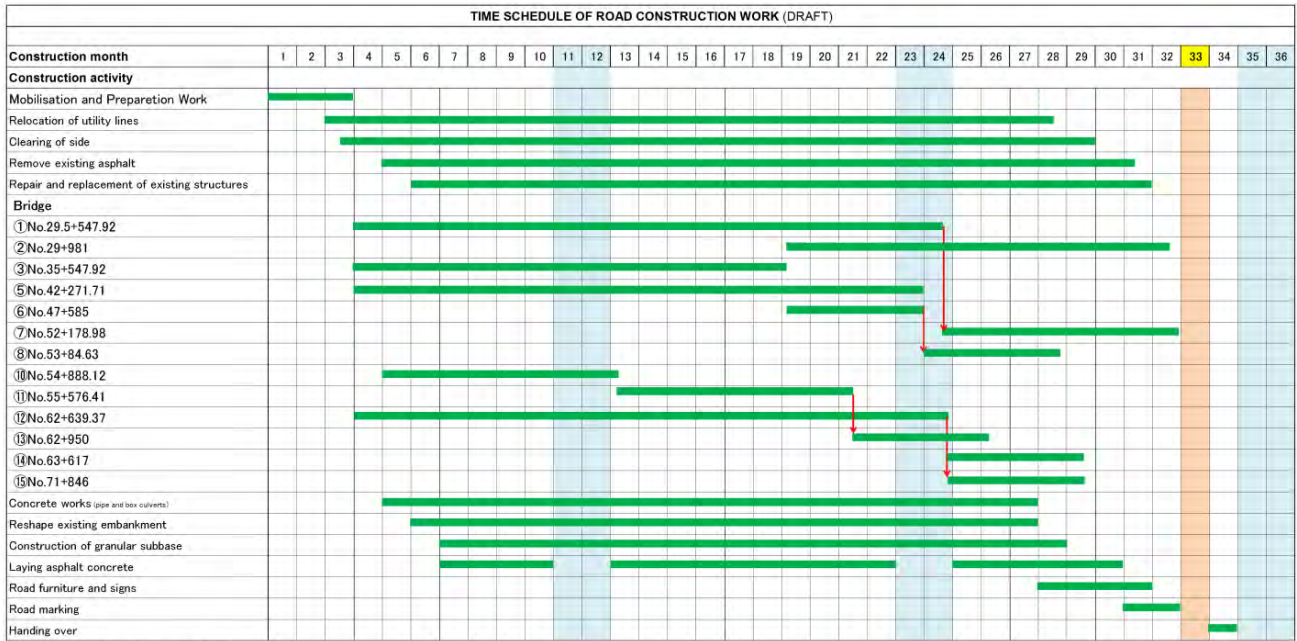 TIME SCHEDULE OF ROAD CONSTRUCTION WORK (DRAFT)
Construction month 1 2 3 4 5 6 7 8 9 10 11 12 13 14 15 16 17 18 19 20 21 22 23 24 25 26 27 28 29 30 31 32 33 34 35 36
Construction activity
Mobilisation and Preparetion Work
Relocation of utility lines
Clearing of side
Remove existing asphalt
Repair and replacement of existing structures
Bridge
①No.29.5+547.92
②No.29+981
③No.35+547.92
⑤No.42+271.71
⑥No.47+585
⑦No.52+178.98
⑧No.53+84.63
⑩No.54+888.12
⑪No.55+576.41
⑫No.62+639.37
⑬No.62+950
⑭No.63+617
⑮No.71+846
Concrete works (pipe and box culverts)
Reshape existing embankment
Construction of granular subbase
Laying asphalt concrete
Road furniture and signs
Road marking
Handing over